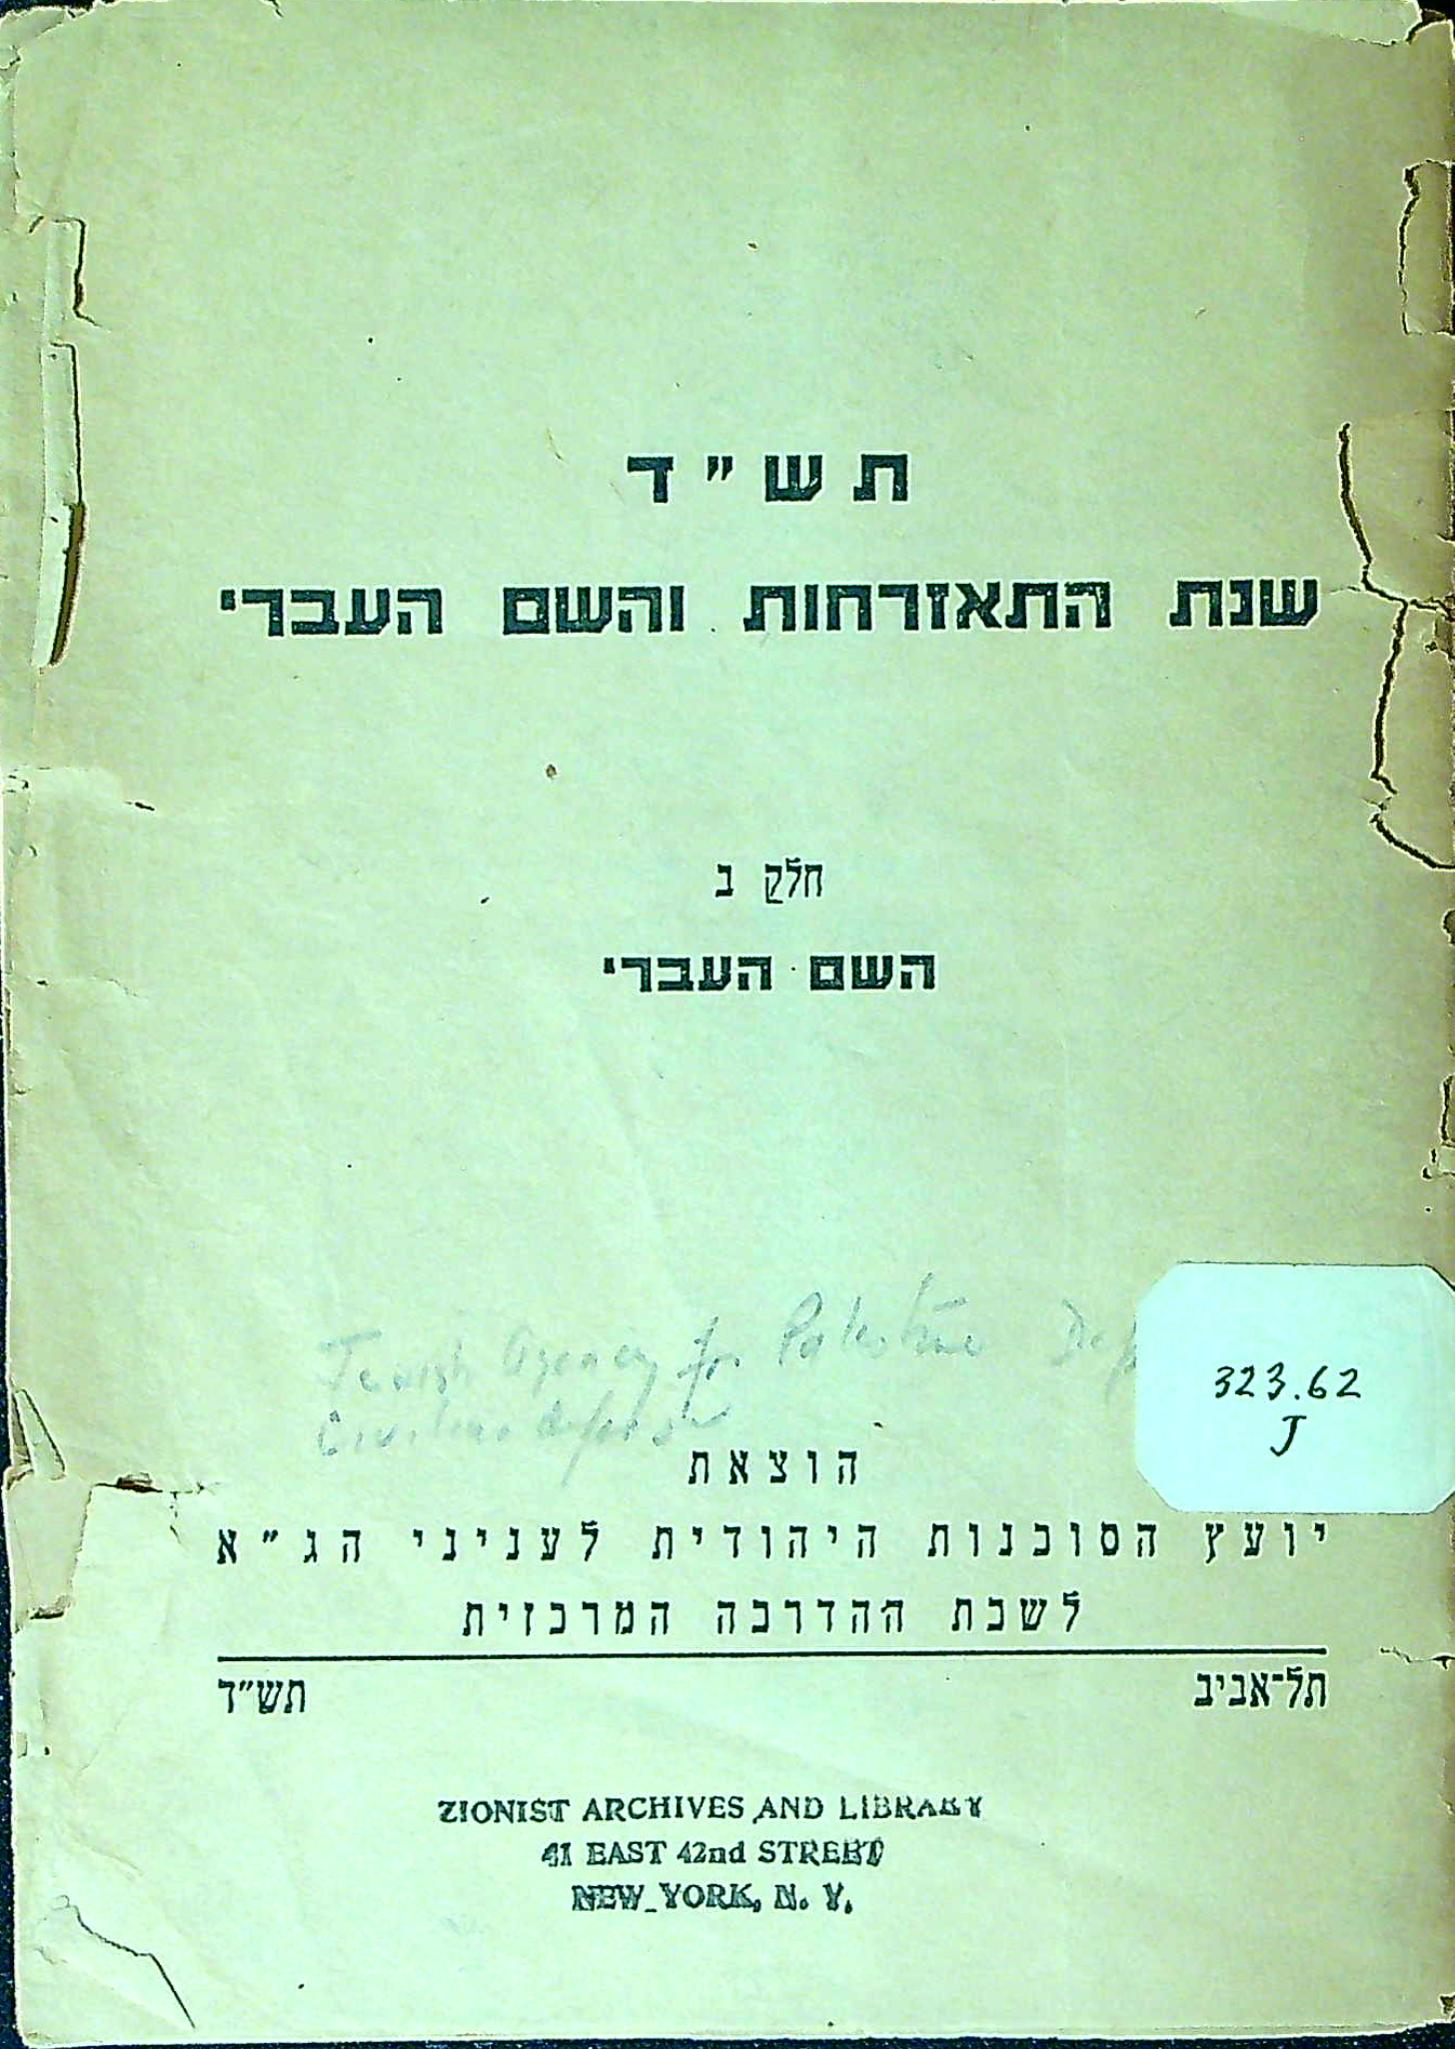 תש"ד
שנת התאזרחות והשם העברי
חלק ב
השם העברי
Jewish Agency for Palestine
323.62
J
הוצאת
יועץ הסוכנות היהודית לעניני הג"א
לשכת ההדרכה המרכזית
תל־אביב תש"ד
ZIONIST ARCHIVES AND LIBRARY
41 EAST 42nd STREET
NEW YORK, N. Y.